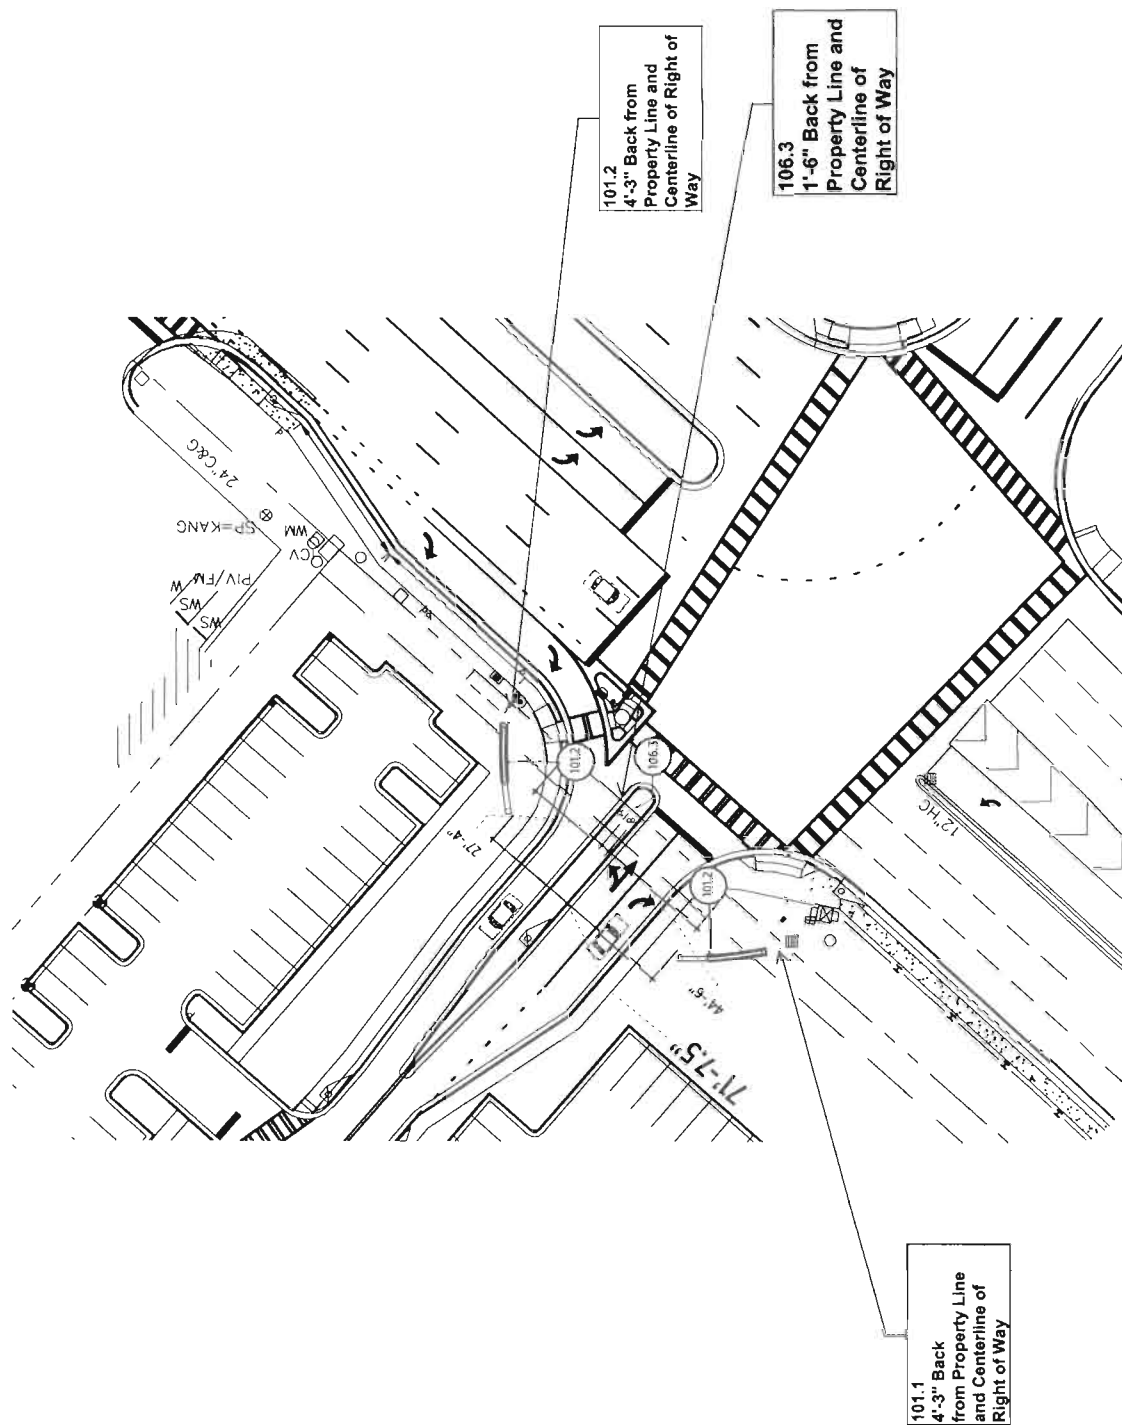 101.2
4'-3" Back from
Property Line and
Centerline of Right of
Way
106.3
1'-6" Back from
Property Line and
Centerline of
Right of Way
24"C&G
SP=KANG
WM
CV
PIV/FM
W
WS
WS
101.2
106.3
27'-4"
101.2
12"HC
44'-6"
71'-7.5"
101.1
4'-3" Back
from Property Line
and Centerline of
Right of Way